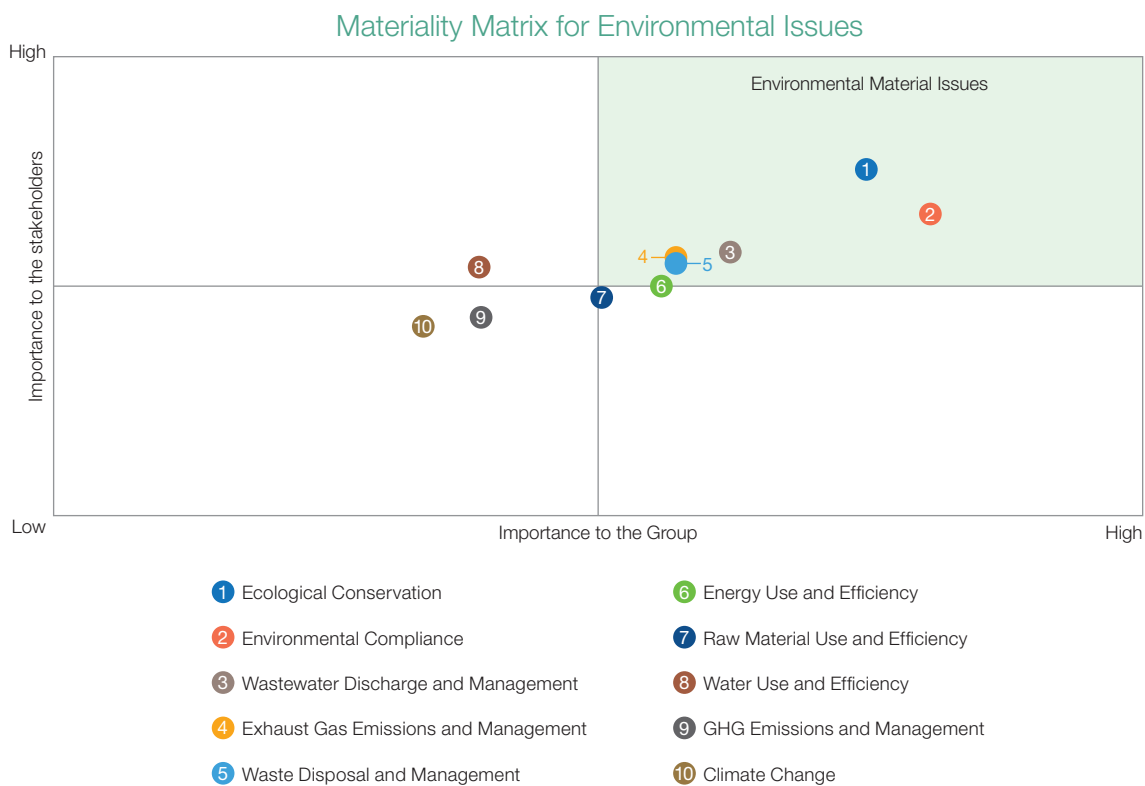 Materiality Matrix for Environmental Issues
High
Environmental Material Issues
Importance to the stakeholders
1
2
3
4
5
8
6
7
9
10
Low
Importance to the Group
High
1 Ecological Conservation
2 Environmental Compliance
3 Wastewater Discharge and Management
4 Exhaust Gas Emissions and Management
5 Waste Disposal and Management
6 Energy Use and Efficiency
7 Raw Material Use and Efficiency
8 Water Use and Efficiency
9 GHG Emissions and Management
10 Climate Change